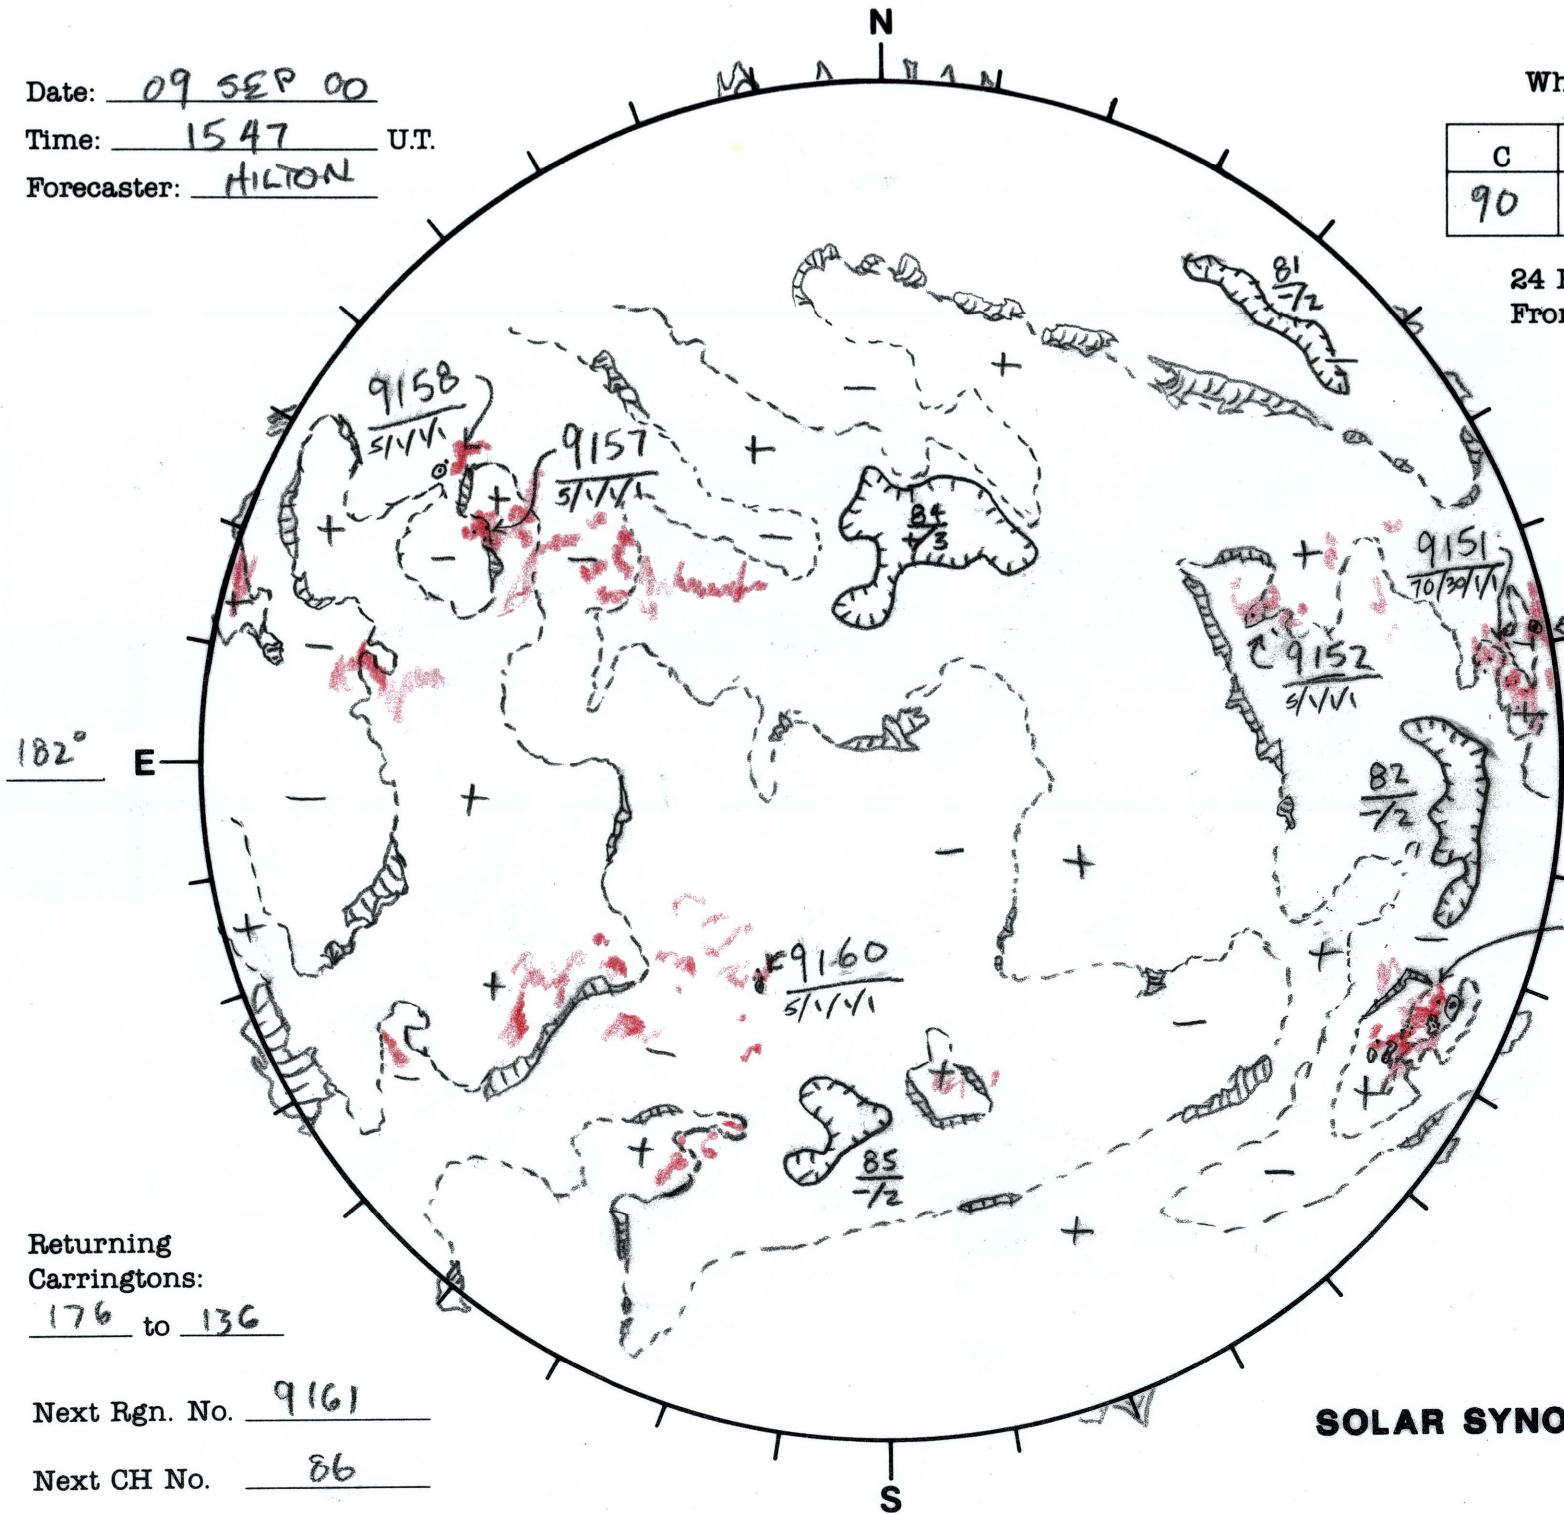 N
Date: 09 SEP 00
Time: 1547 U.T.
Forecaster: HILTON
Wh
C
90
24 H
From
81
-/2
9158
5/1/1/1
9157
5/1/1/1
+
-
+
+
+
-
-
-
84
+/3
+
9151
70/30/1/1
9152
5/1/1/1
-
+
182°
E
-
+
-
+
82
-/2
+
-
+
+
9160
5/1/1/1
-
-
-
+
+
+
85
-/2
-
+
Returning
Carringtons:
176 to 136
Next Rgn. No. 9161
Next CH No. 86
SOLAR SYNO
S